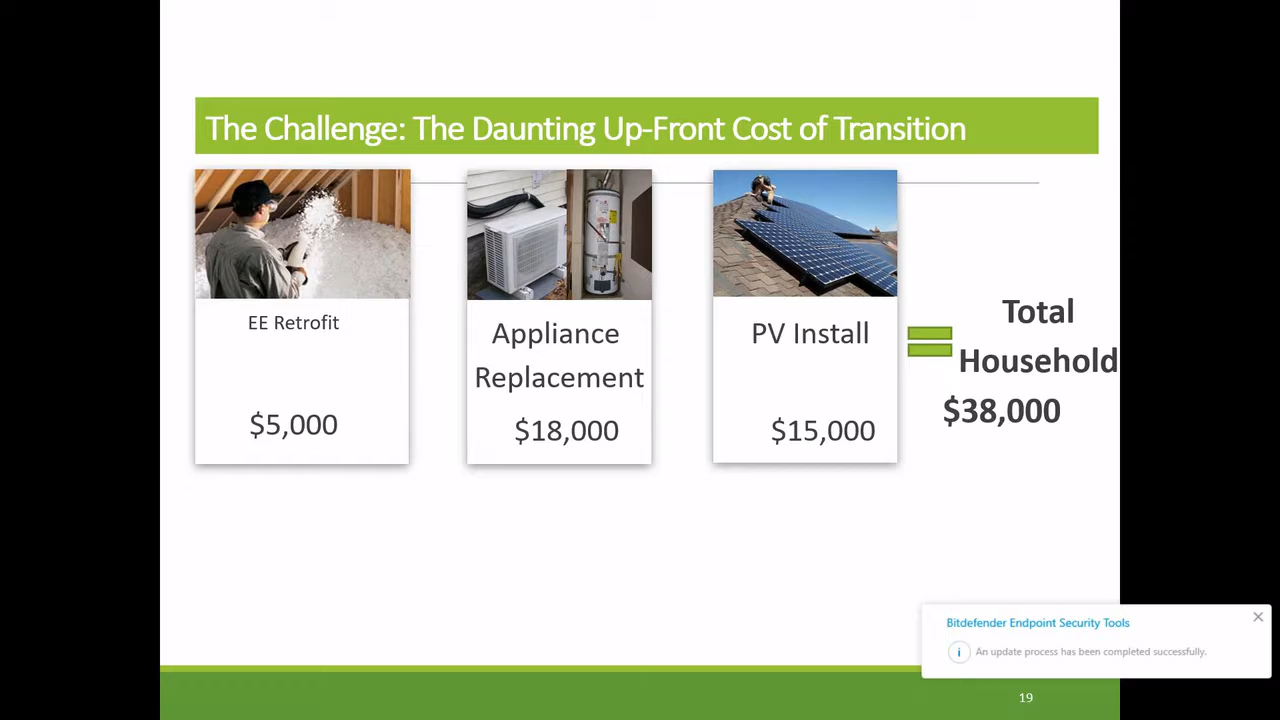 The Challenge: The Daunting Up-Front Cost of Transition
EE Retrofit
$5,000
Appliance
Replacement
$18,000
PV Install
$15,000
Total
Household
$38,000
Bitdefender Endpoint Security Tools
An update process has been completed successfully.
19